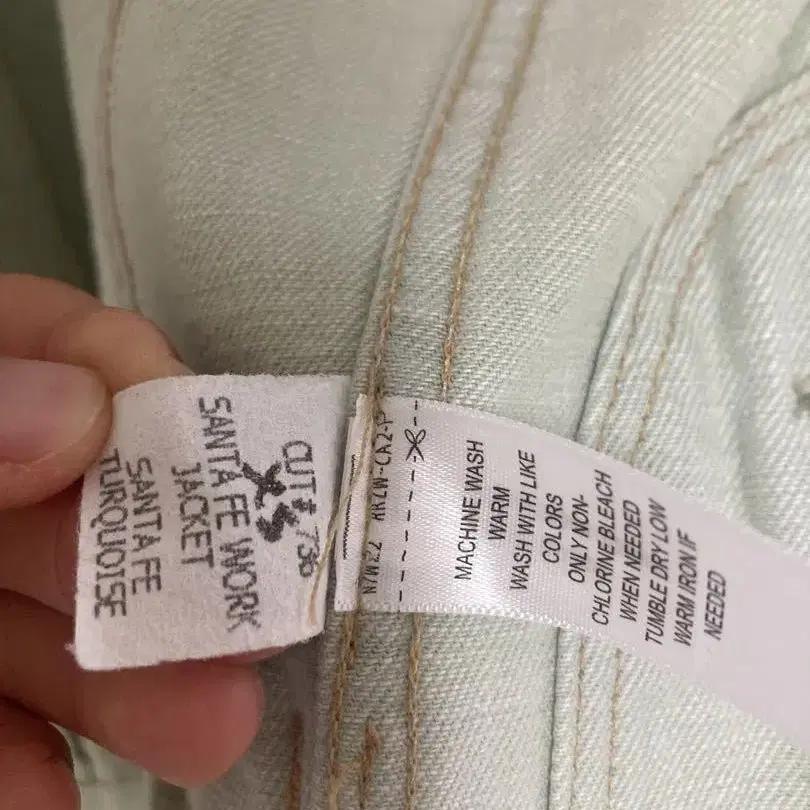 CUT# 736
XS
SANTA FE WORK
JACKET
SANTA FE
TURQUOISE
MACHINE WASH
WARM
WASH WITH LIKE
COLORS
ONLY NON-
CHLORINE BLEACH
WHEN NEEDED
TUMBLE DRY LOW
WARM IRON IF
NEEDED